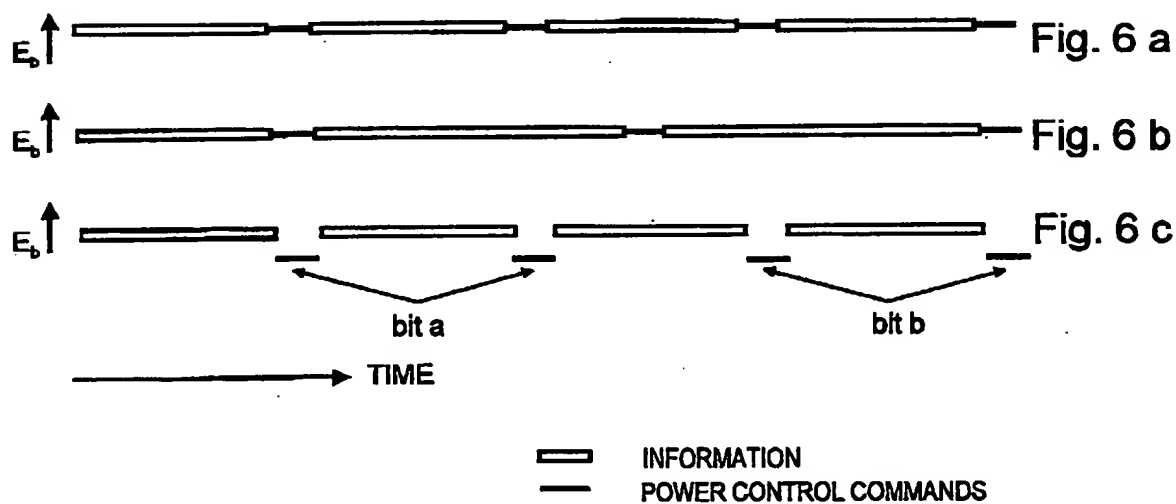 E_b Fig. 6 a
E_b Fig. 6 b
E_b Fig. 6 c
bit a bit b
TIME
INFORMATION
POWER CONTROL COMMANDS